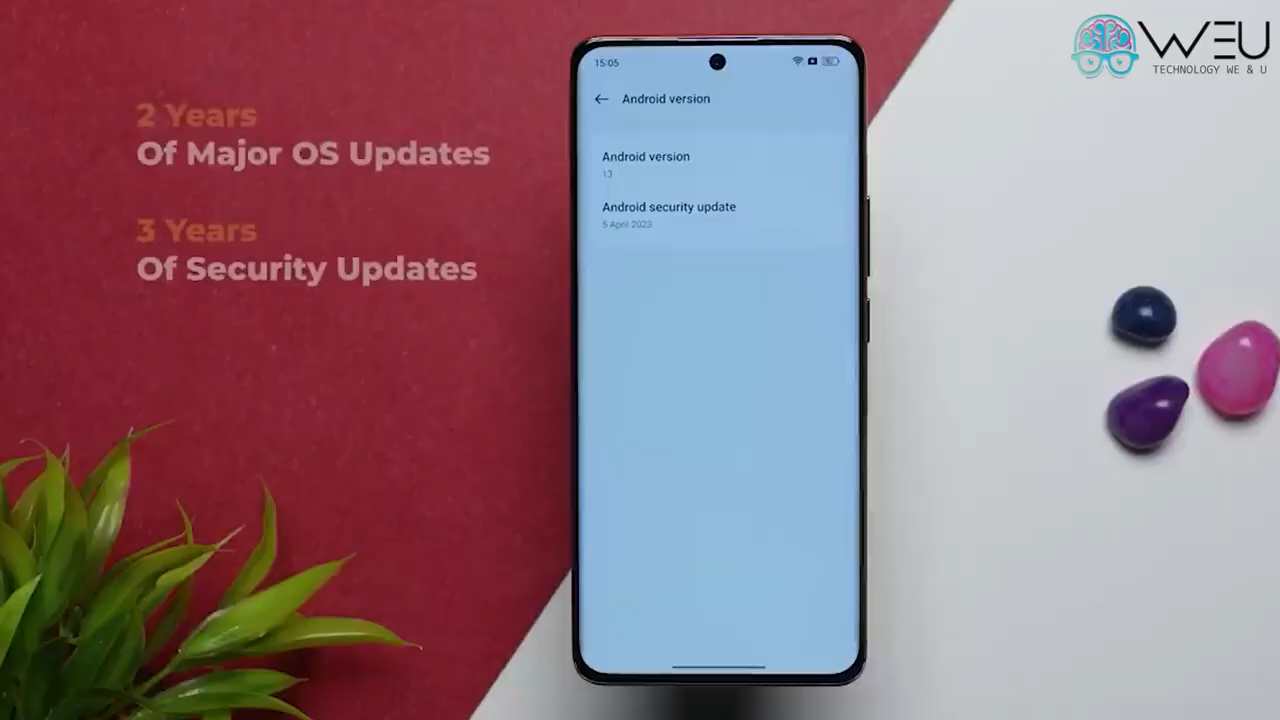 2 Years
Of Major OS Updates
3 Years
Of Security Updates
15:05
Android version
Android version
13
Android security update
5 April 2023
WEU
TECHNOLOGY WE & U